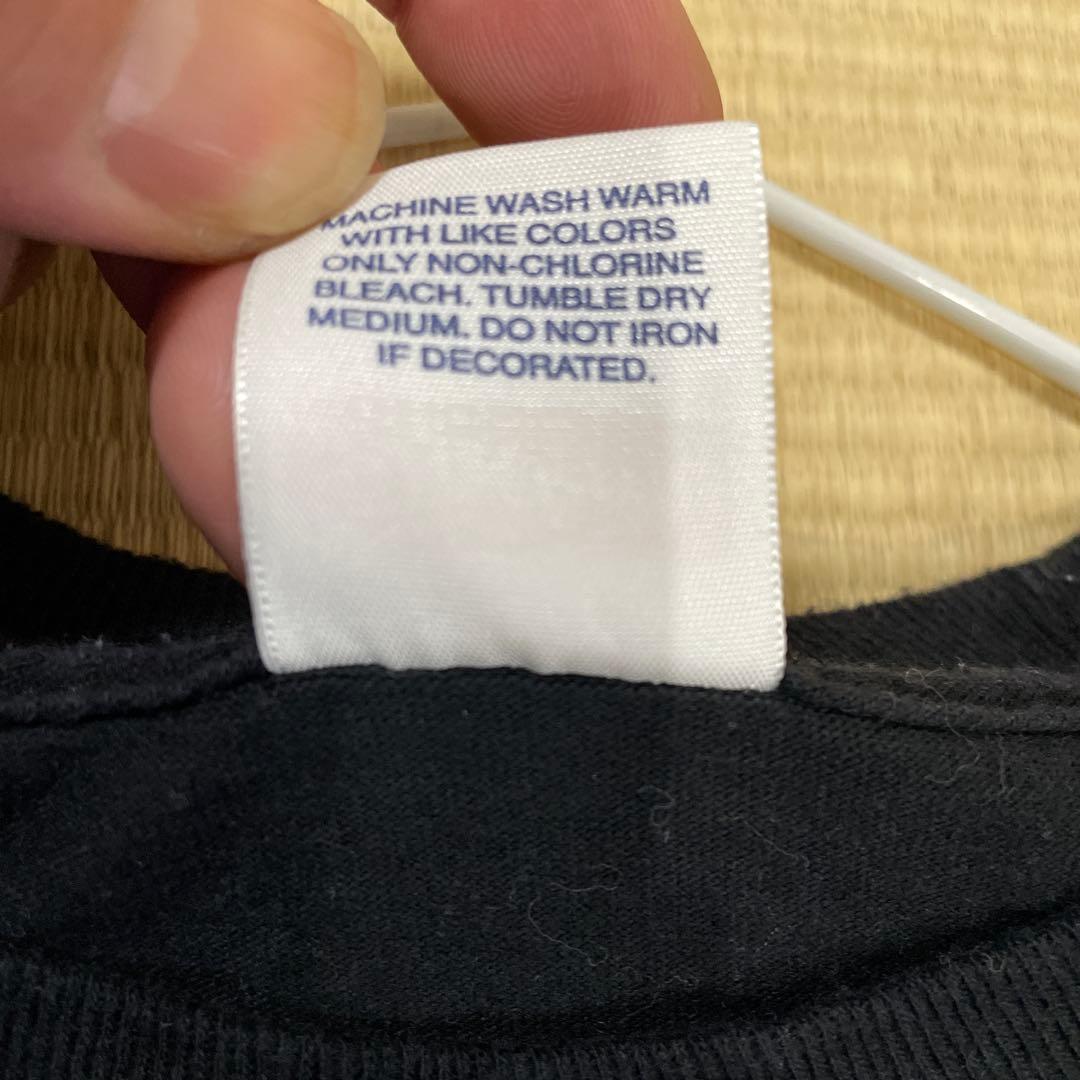 MACHINE WASH WARM
WITH LIKE COLORS
ONLY NON-CHLORINE
BLEACH. TUMBLE DRY
MEDIUM. DO NOT IRON
IF DECORATED.